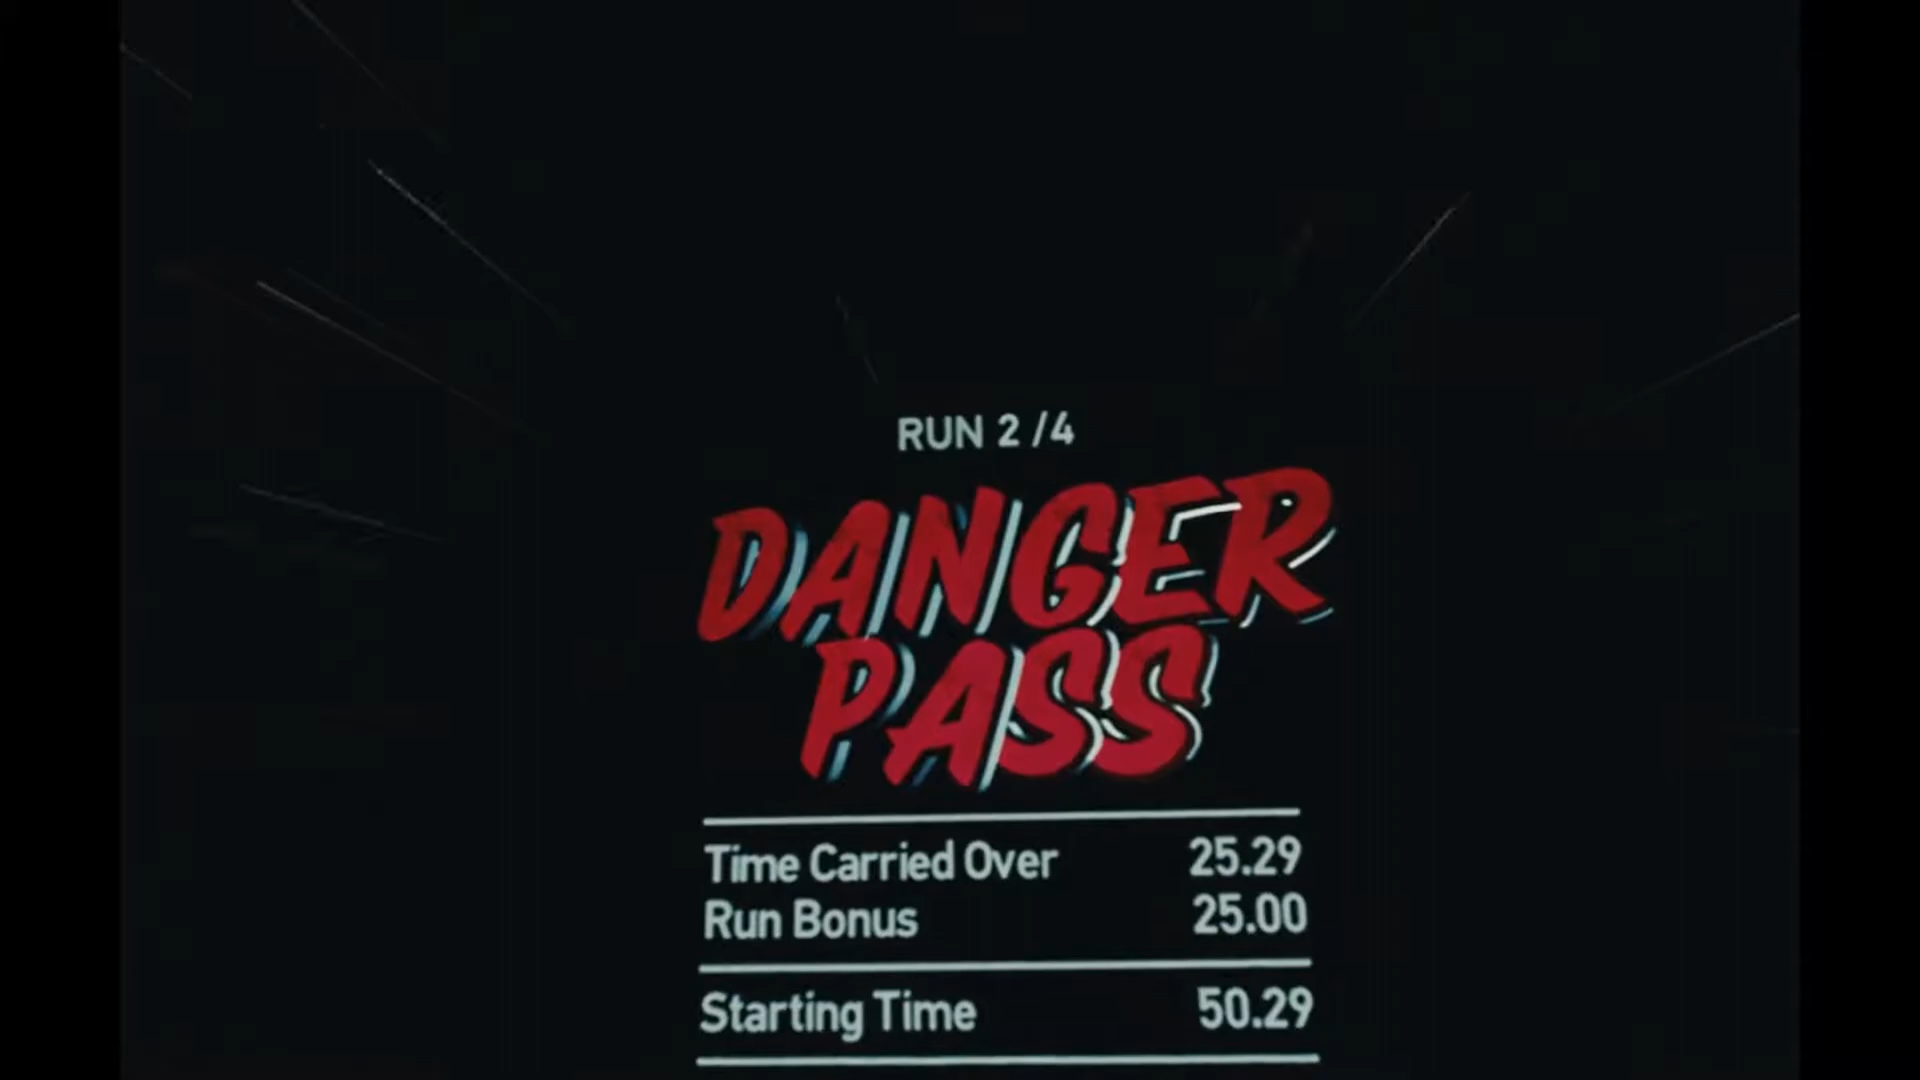 RUN 2 /4
DANGER
PASS
Time Carried Over 25.29
Run Bonus 25.00
Starting Time 50.29